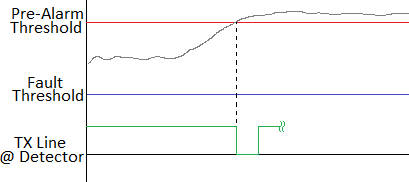 Pre-Alarm
Threshold
Fault
Threshold
TX Line
@ Detector